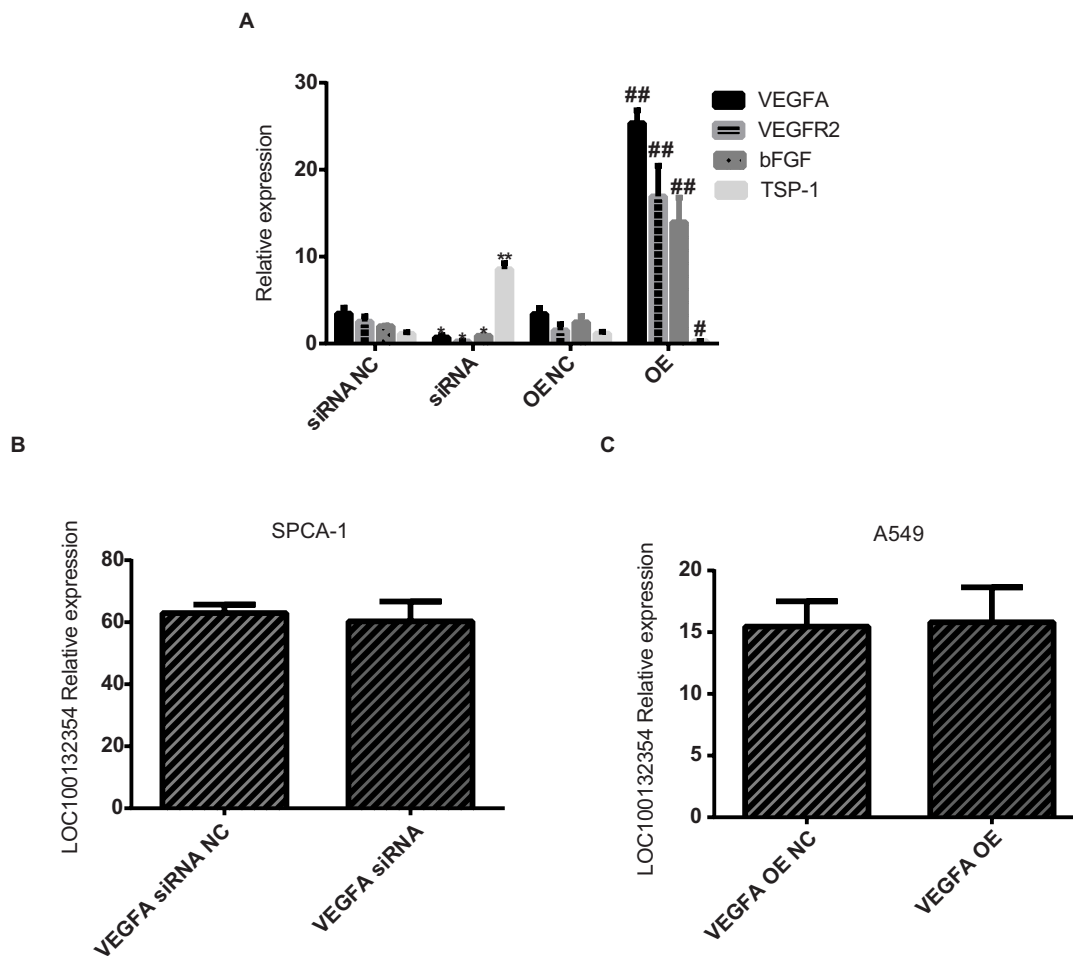 A
Relative expression
30
20
10
0
##
##
##
#
**
*
*
*
VEGFA
VEGFR2
bFGF
TSP-1
siRNA NC
siRNA
OE NC
OE
B
SPCA-1
LOC100132354 Relative expression
80
60
40
20
0
VEGFA siRNA NC
VEGFA siRNA
C
A549
LOC100132354 Relative expression
20
15
10
5
0
VEGFA OE NC
VEGFA OE